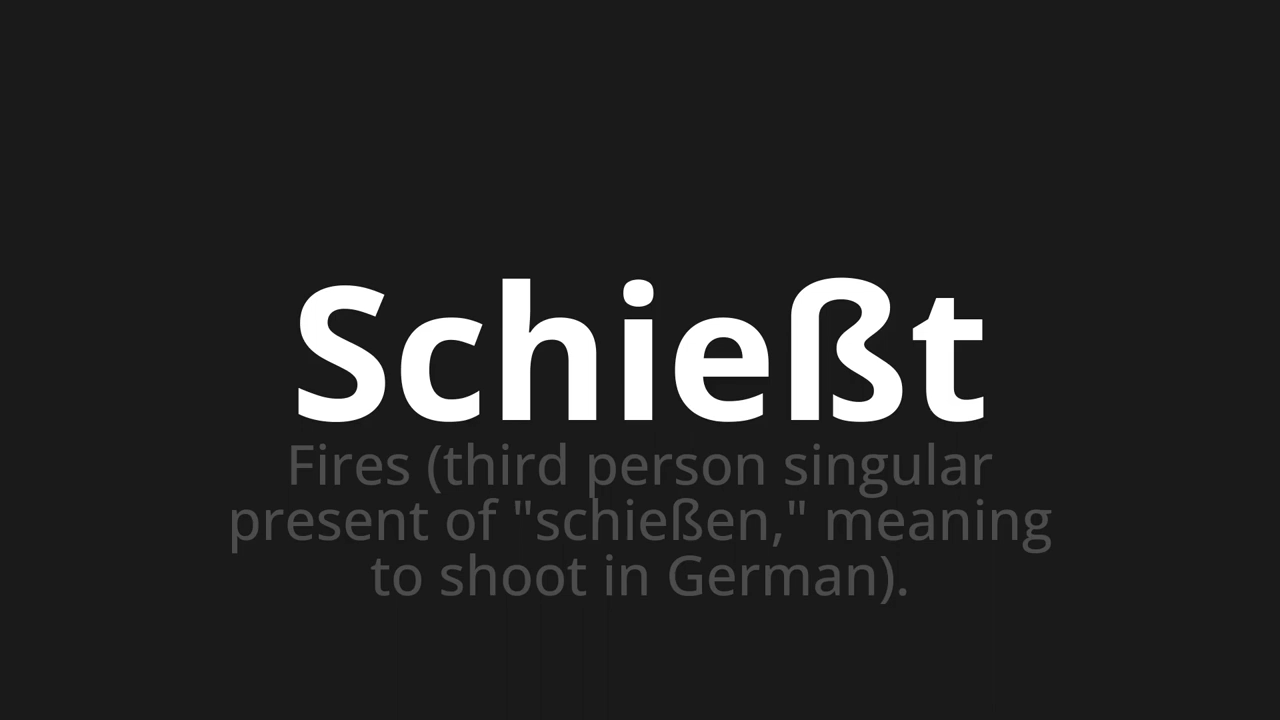 Schießt
Fires (third person singular
present of "schießen," meaning
to shoot in German).